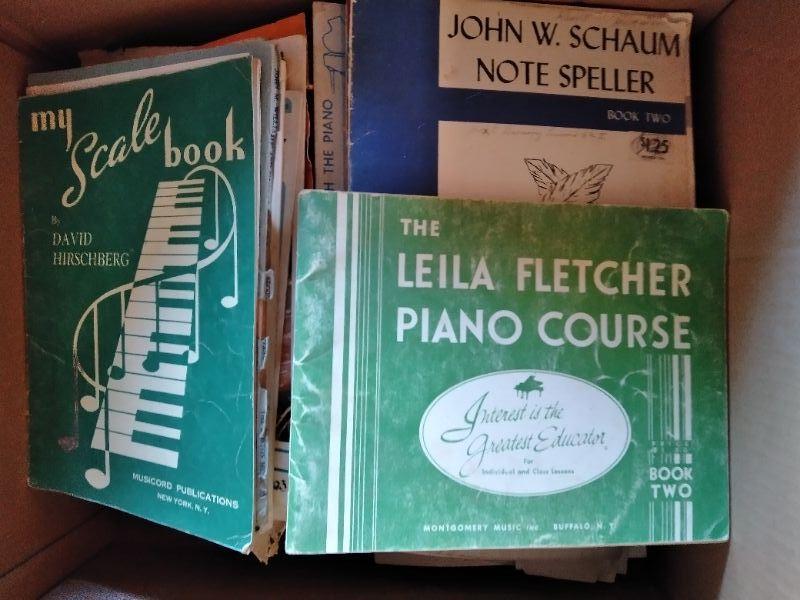 my
Scale
book
By
DAVID
HIRSCHBERG
MUSICORD PUBLICATIONS
NEW YORK, N.Y.
TH THE PIANO
JOHN W. SCHAUM
NOTE SPELLER
BOOK TWO
$1.25
THE
LEILA FLETCHER
PIANO COURSE
Interest is the
Greatest Educator
For
Individual and Class Lessons
BOOK
TWO
MONTGOMERY MUSIC INC. BUFFALO, N.Y.